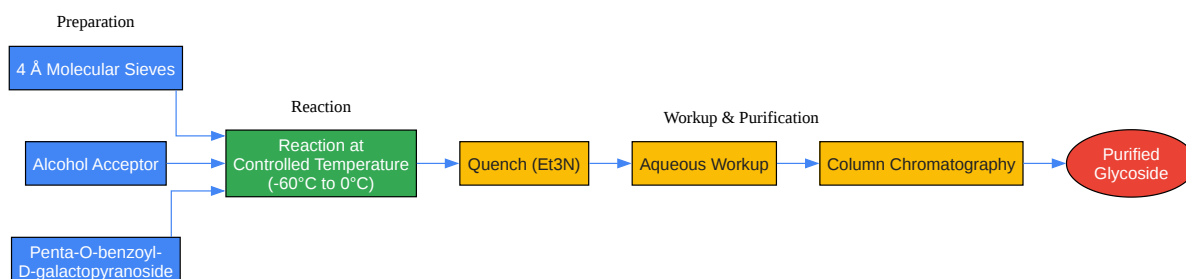 Preparation
4 Å Molecular Sieves
Alcohol Acceptor
Penta-O-benzoyl-
D-galactopyranoside
Reaction
Reaction at
Controlled Temperature
(-60°C to 0°C)
Workup & Purification
Quench (Et3N)
Aqueous Workup
Column Chromatography
Purified
Glycoside